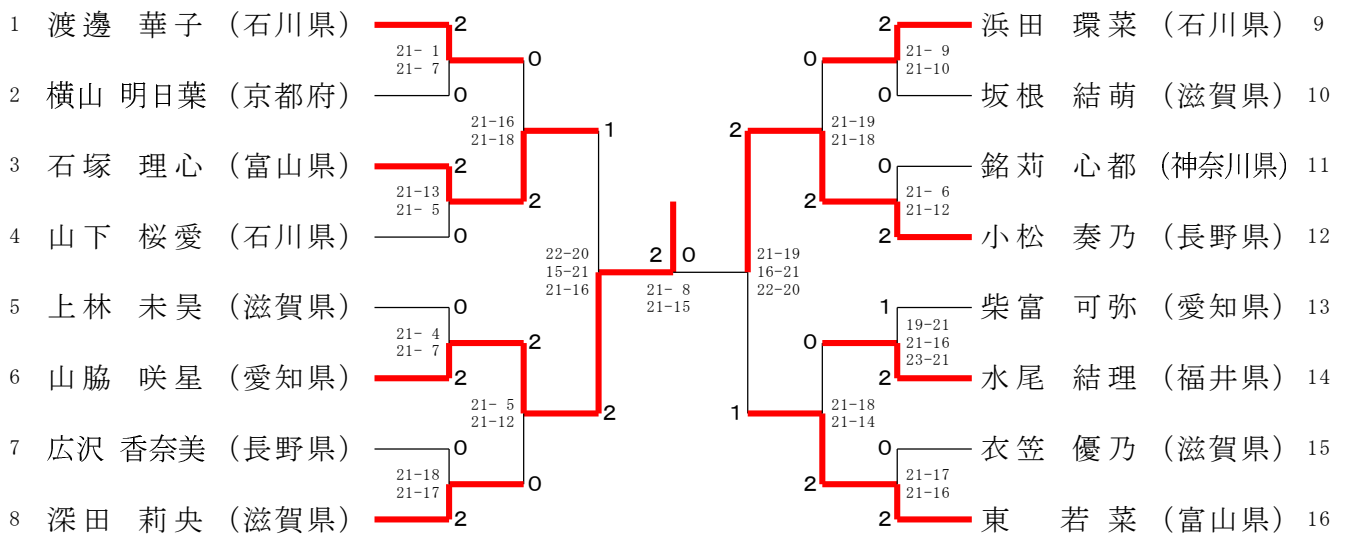 1 渡邊 華子 (石川県) 2
21- 1
21- 7
0
2 横山 明日葉 (京都府) 0
21-16
21-18
1
3 石塚 理心 (富山県) 2
21-13
21- 5
2
4 山下 桜愛 (石川県) 0
22-20
15-21
21-16
5 上林 未昊 (滋賀県) 0
21- 4
21- 7
2
6 山脇 咲星 (愛知県) 2
21- 5
21-12
2
7 広沢 香奈美 (長野県) 0
21-18
21-17
0
8 深田 莉央 (滋賀県) 2
2 0
21- 8
21-15
2 浜田 環菜 (石川県) 9
0
21- 9
21-10
0 坂根 結萌 (滋賀県) 10
2
21-19
21-18
0 銘苅 心都 (神奈川県) 11
2
21- 6
21-12
2 小松 奏乃 (長野県) 12
21-19
16-21
22-20
1 柴富 可弥 (愛知県) 13
0
19-21
21-16
23-21
2 水尾 結理 (福井県) 14
1
21-18
21-14
0 衣笠 優乃 (滋賀県) 15
2
21-17
21-16
2 東 若菜 (富山県) 16